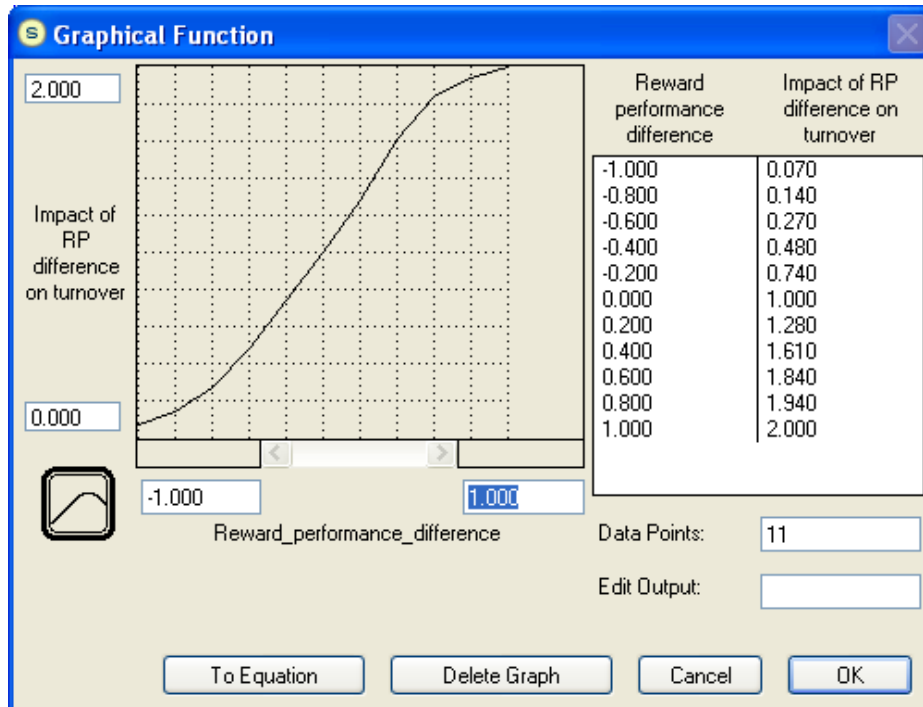 S Graphical Function
2.000
Impact of
RP
difference
on turnover
0.000
-1.000
1.000
Reward_performance_difference
Reward
performance
difference
Impact of RP
difference on
turnover
-1.000 0.070
-0.800 0.140
-0.600 0.270
-0.400 0.480
-0.200 0.740
0.000 1.000
0.200 1.280
0.400 1.610
0.600 1.840
0.800 1.940
1.000 2.000
Data Points: 11
Edit Output:
To Equation Delete Graph Cancel OK